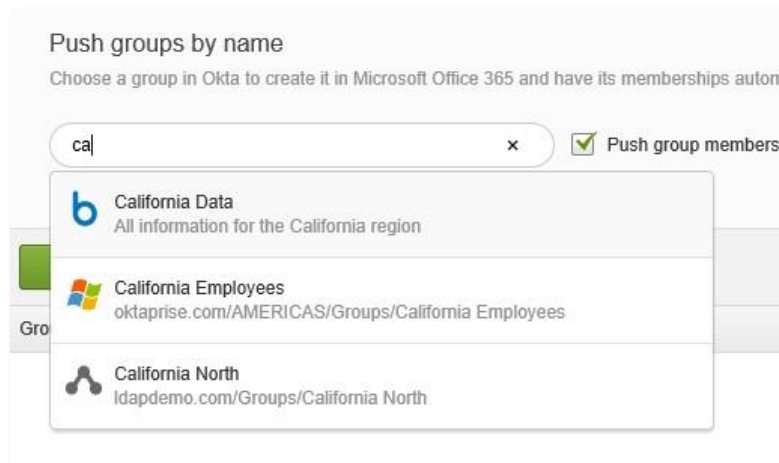 Push groups by name
Choose a group in Okta to create it in Microsoft Office 365 and have its memberships
ca
Push group members
California Data
All information for the California region
California Employees
oktaprise.com/AMERICAS/Groups/California Employees
California North
ldapdemo.com/Groups/California North